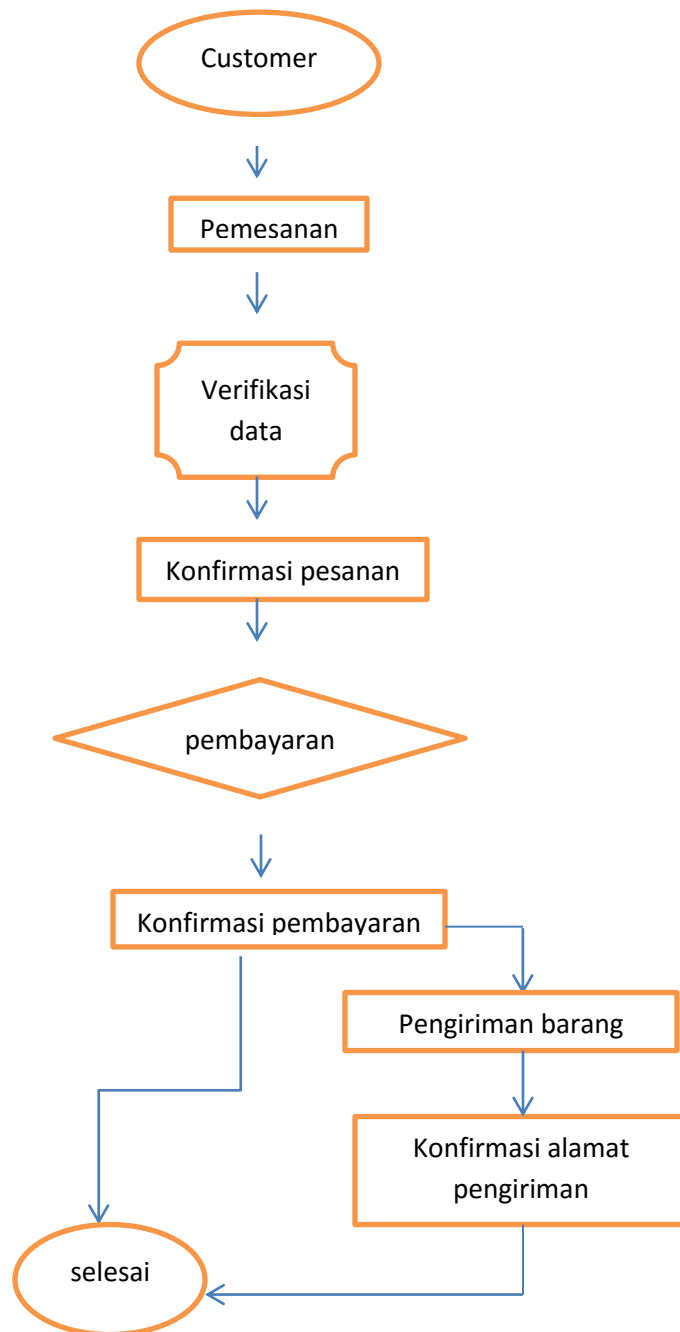 Customer
Pemesanan
Verifikasi
data
Konfirmasi pesanan
pembayaran
Konfirmasi pembayaran
Pengiriman barang
Konfirmasi alamat
pengiriman
selesai